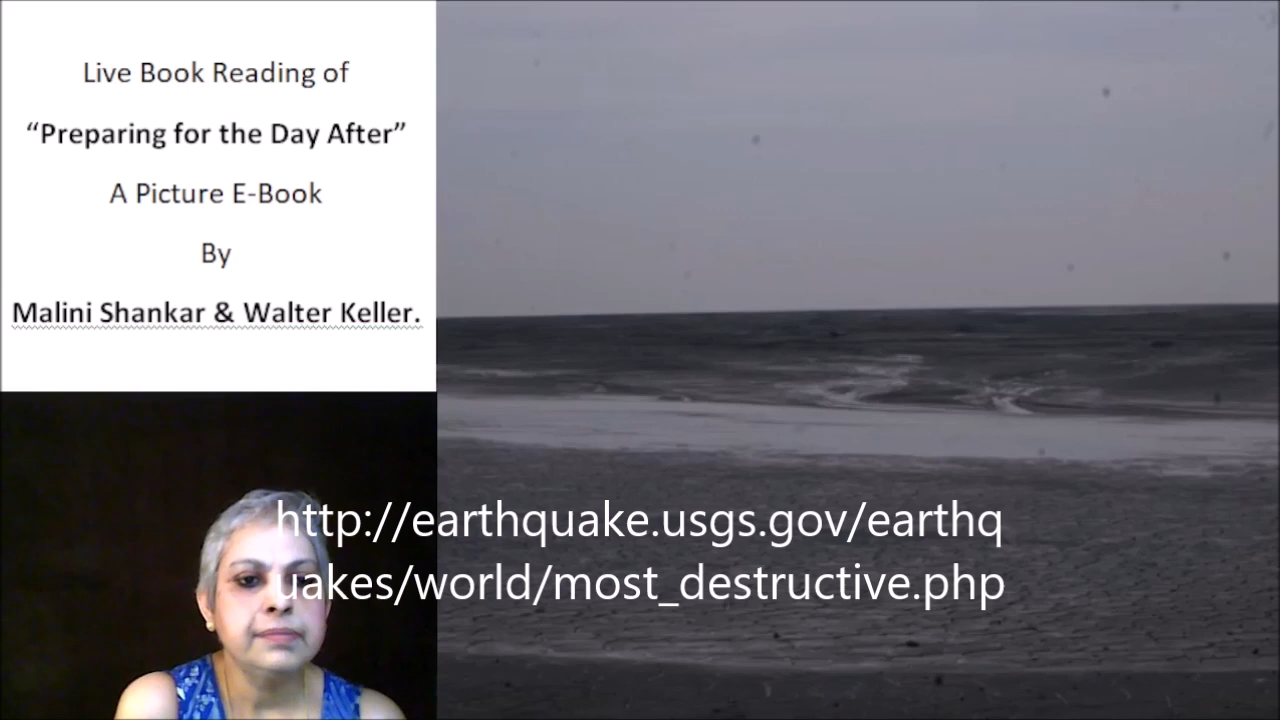 Live Book Reading of
“Preparing for the Day After”
A Picture E-Book
By
Malini Shankar & Walter Keller.
http://earthquake.usgs.gov/earthq
uakes/world/most_destructive.php